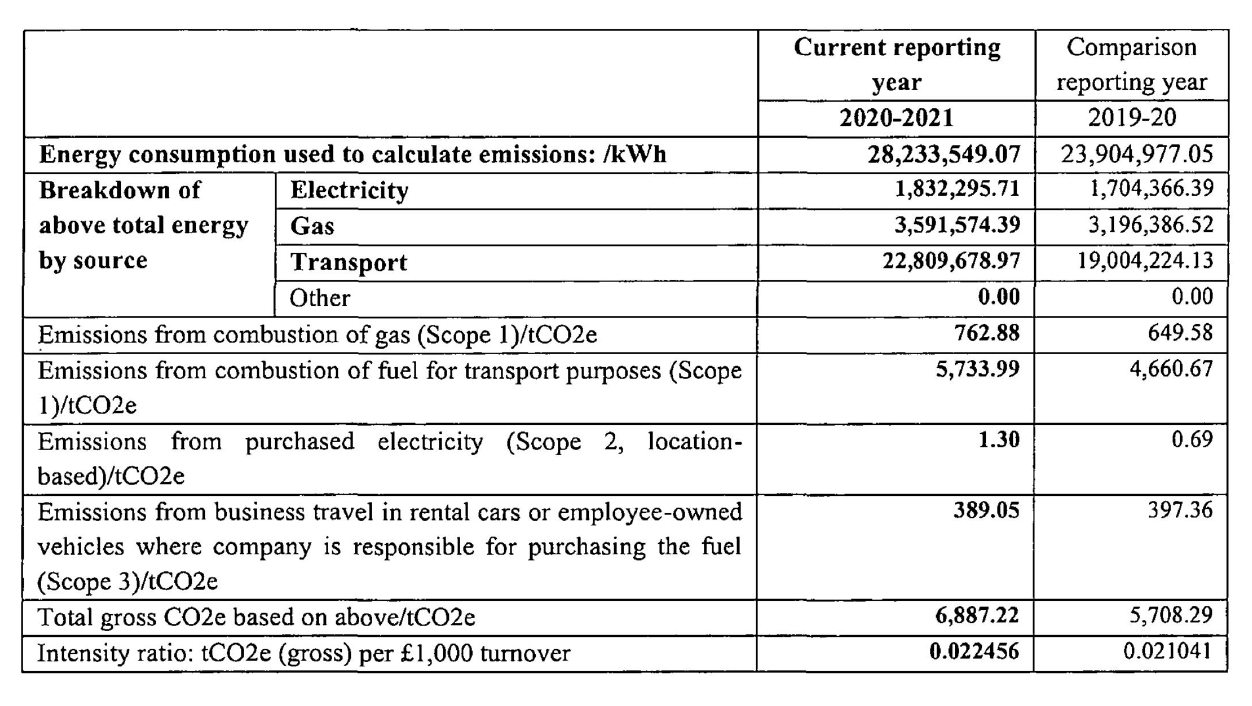 Current reporting Comparison
year reporting year
2020-2021 2019-20
Energy consumption used to calculate emissions: /kWh 28,233,549.07 23,904,977.05
Breakdown of Electricity 1,832,295.71 1,704,366.39
above total energy Gas 3,591,574.39 3,196,386.52
by source Transport 22,809,678.97 19,004,224.13
Other 0.00 0.00
Emissions from combustion of gas (Scope 1)/tCO2e 762.88 649.58
Emissions from combustion of fuel for transport purposes (Scope 5,733.99 4,660.67
1)/tCO2e
Emissions from purchased electricity (Scope 2, location- 1.30 0.69
based)/tCO2e
Emissions from business travel in rental cars or employee-owned 389.05 397.36
vehicles where company is responsible for purchasing the fuel
(Scope 3)/tCO2e
Total gross CO2e based on above/tCO2e 6,887.22 5,708.29
Intensity ratio: tCO2e (gross) per £1,000 turnover 0.022456 0.021041